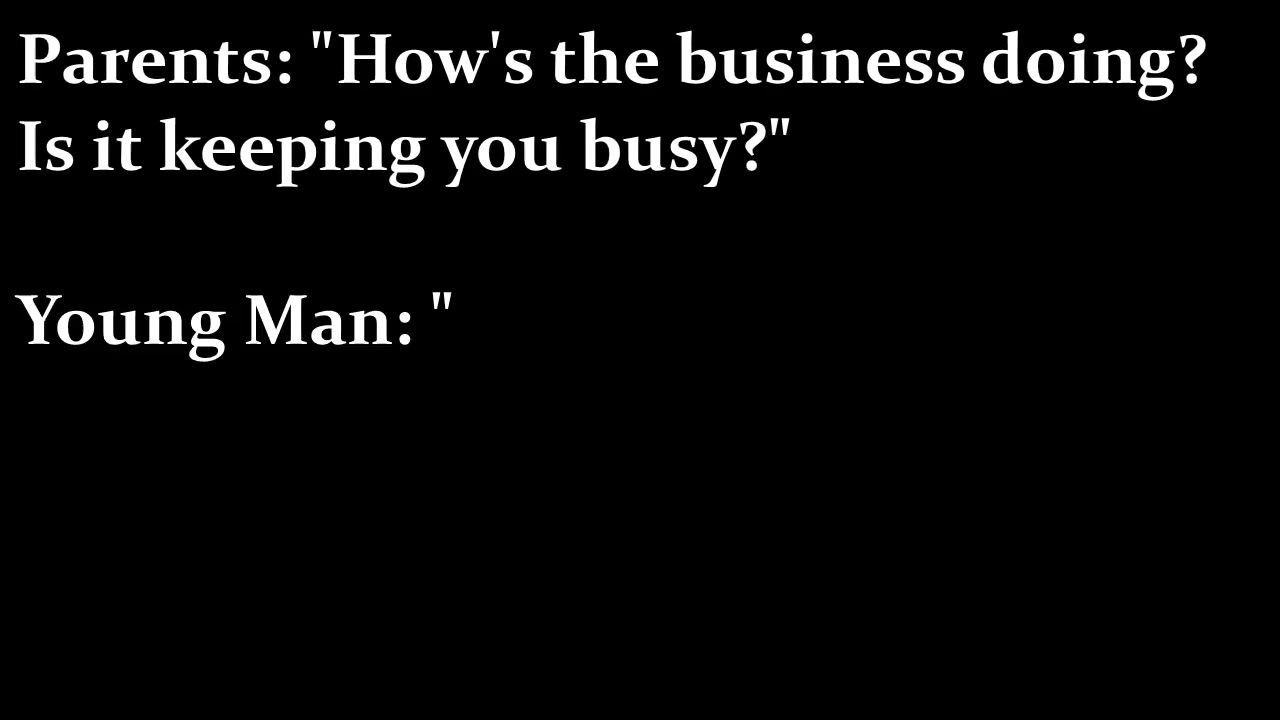 Parents: "How's the business doing?
Is it keeping you busy?"
Young Man: "